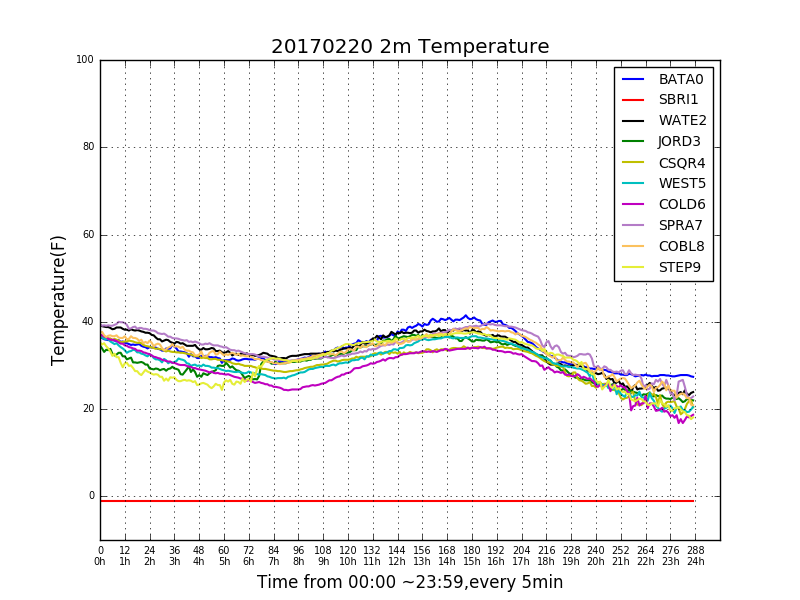 20170220 2m Temperature
100
80
60
40
20
0
Temperature(F)
BATA0
SBRI1
WATE2
JORD3
CSQR4
WEST5
COLD6
SPRA7
COBL8
STEP9
0 12 24 36 48 60 72 84 96 108 120 132 144 156 168 180 192 204 216 228 240 252 264 276 288
0h 1h 2h 3h 4h 5h 6h 7h 8h 9h 10h 11h 12h 13h 14h 15h 16h 17h 18h 19h 20h 21h 22h 23h 24h
Time from 00:00 ~23:59,every 5min